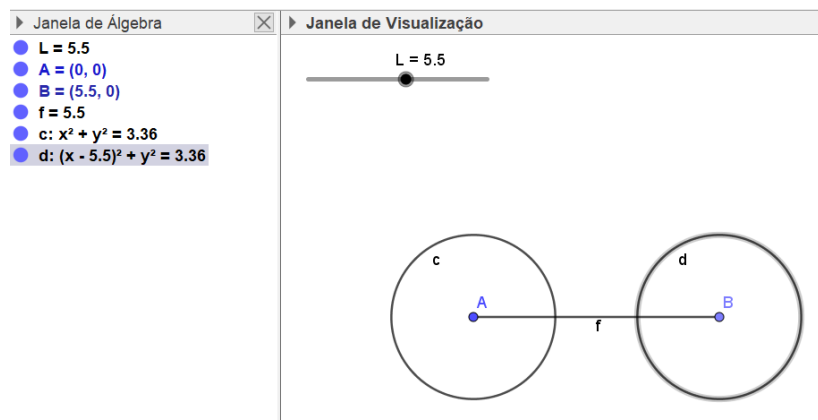 Janela de Álgebra
L = 5.5
A = (0, 0)
B = (5.5, 0)
f = 5.5
c: x² + y² = 3.36
d: (x - 5.5)² + y² = 3.36
Janela de Visualização
L = 5.5
c
d
A
B
f